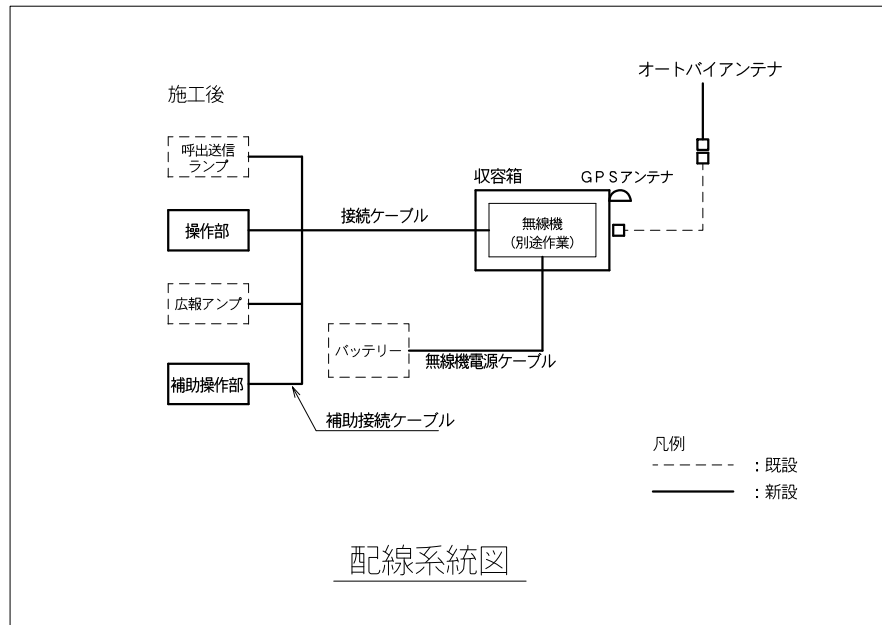 オートバイアンテナ
施工後
呼出送信
ランプ
収容箱
GPSアンテナ
操作部
接続ケーブル
無線機
(別途作業)
広報アンプ
バッテリー
無線機電源ケーブル
補助操作部
補助接続ケーブル
凡例
:既設
:新設
配線系統図